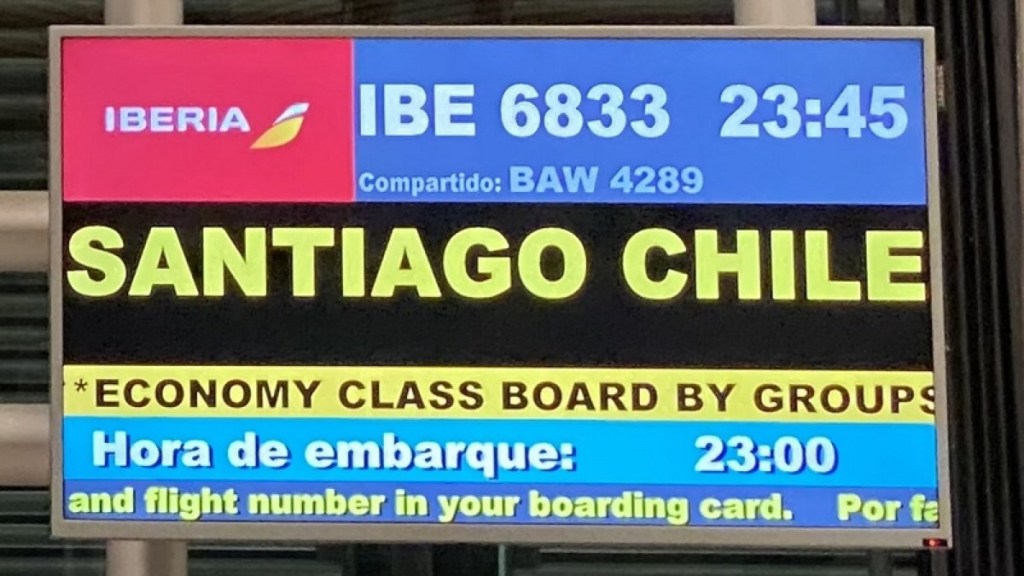 IBERIA
IBE 6833 23:45
Compartido: BAW 4289
SANTIAGO CHILE
*ECONOMY CLASS BOARD BY GROUPS
Hora de embarque: 23:00
and flight number in your boarding card. Por fa